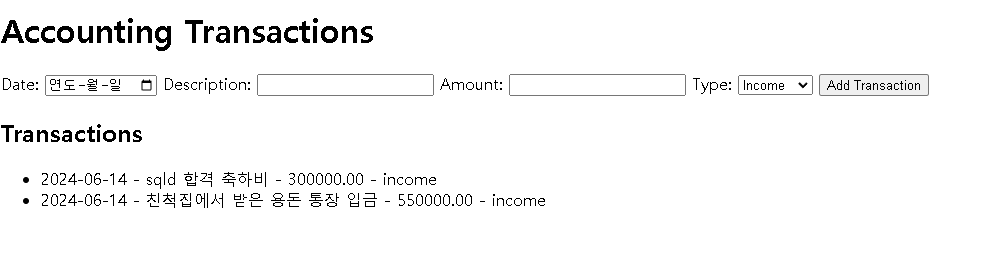 Accounting Transactions
Date: 연도-월-일 Description: Amount: Type: Income Add Transaction
Transactions
2024-06-14 - sqld 합격 축하비 - 300000.00 - income
2024-06-14 - 친척집에서 받은 용돈 통장 입금 - 550000.00 - income